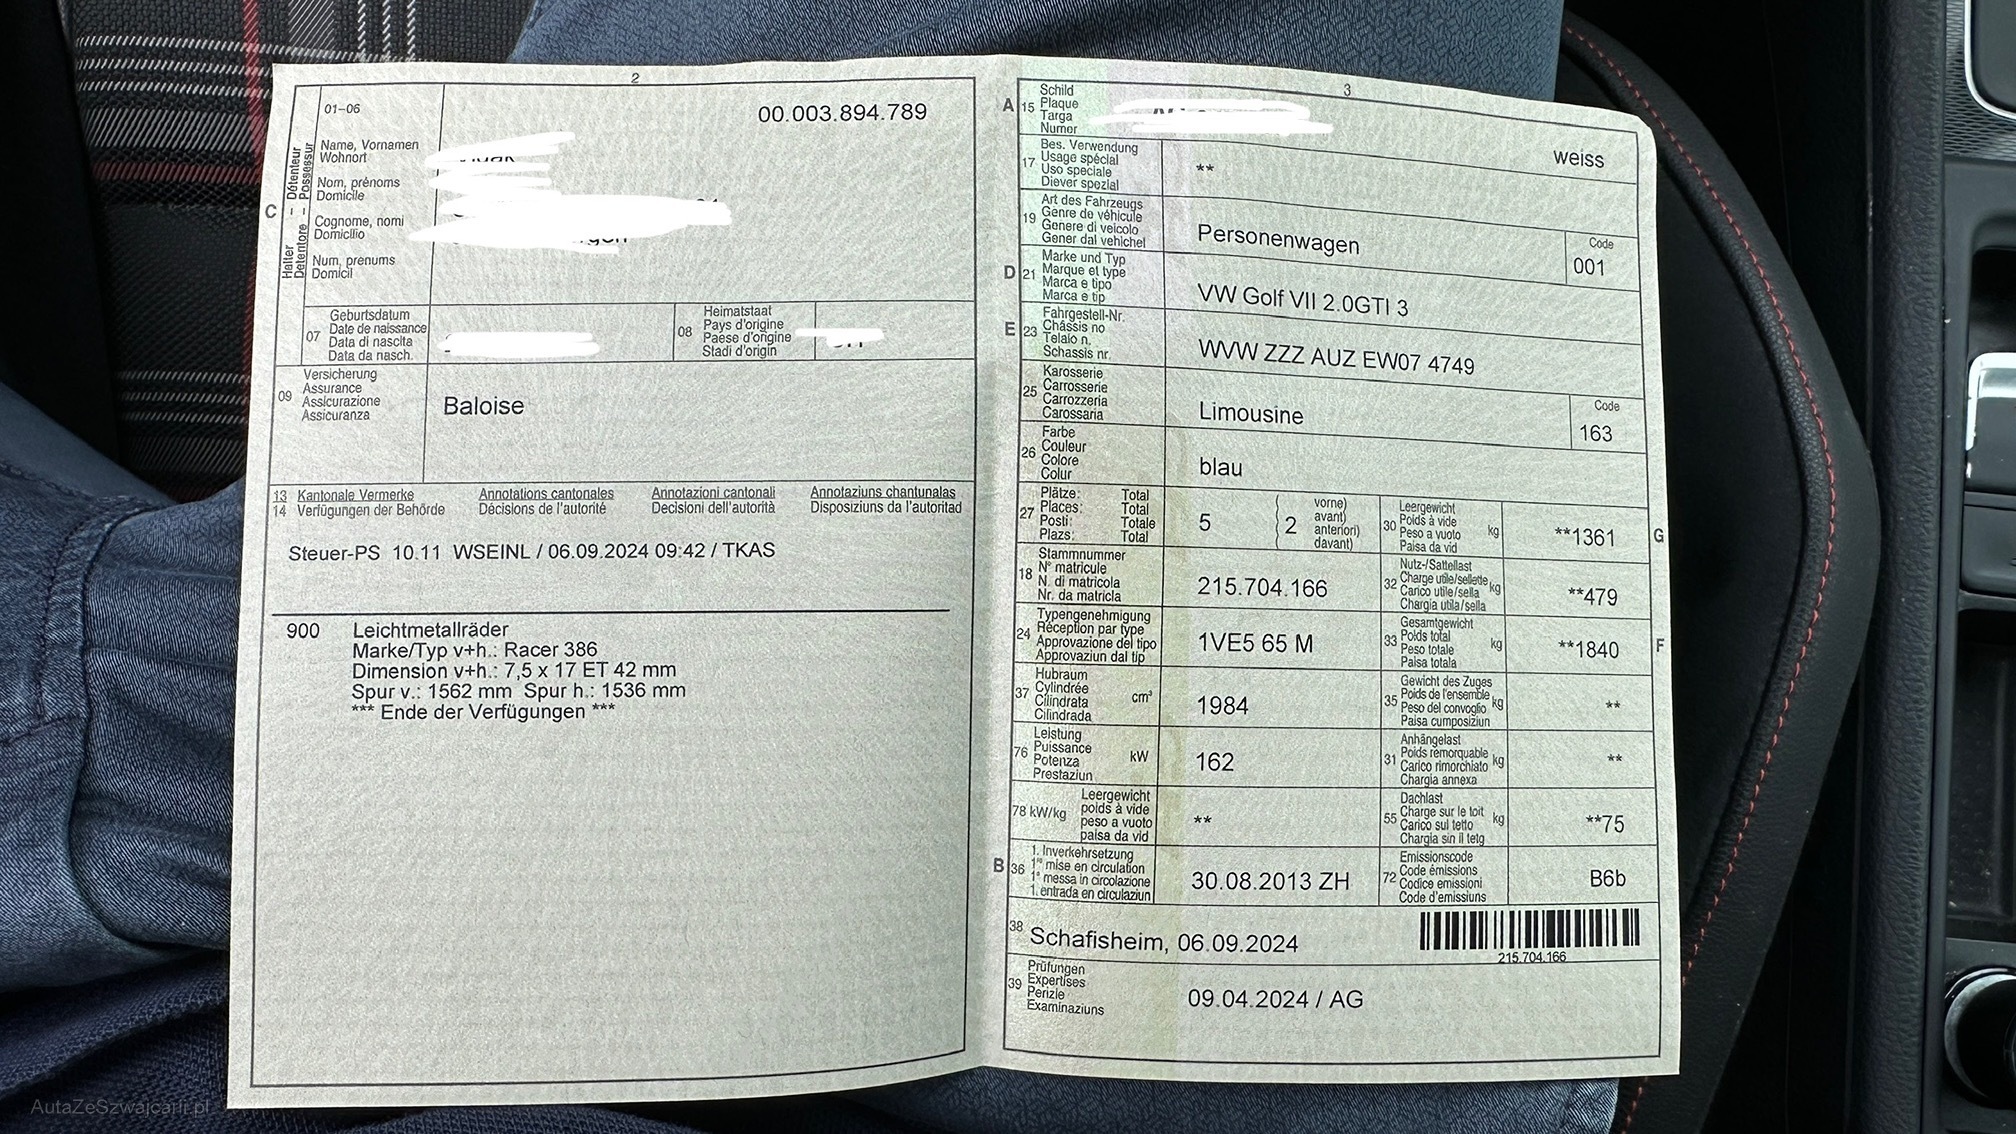 2
01-06
00.003.894.789
Halter – Détenteur
Detentore – Possessur
C
Name, Vornamen
Wohnort
Nom, prénoms
Domicile
Cognome, nomi
Domicilio
Num, prenums
Domicil
07
Geburtsdatum
Date de naissance
Data di nascita
Data da nasch.
08
Heimatstaat
Pays d'origine
Paese d'origine
Stadi d'origin
09
Versicherung
Assurance
Assicurazione
Assicuranza
Baloise
13 Kantonale Vermerke Annotations cantonales Annotazioni cantonali Annotaziuns chantunalas
14 Verfügungen der Behörde Décisions de l'autorité Decisioni dell'autorità Disposiziuns da l'autoritad
Steuer-PS 10.11 WSEINL / 06.09.2024 09:42 / TKAS
900 Leichtmetallräder
Marke/Typ v+h.: Racer 386
Dimension v+h.: 7,5 x 17 ET 42 mm
Spur v.: 1562 mm Spur h.: 1536 mm
*** Ende der Verfügungen ***
3
A 15
Schild
Plaque
Targa
Numer
weiss
17
Bes. Verwendung
Usage spécial
Uso speciale
Diever spezial
**
19
Art des Fahrzeugs
Genre de véhicule
Genere di veicolo
Gener dal vehichel
Personenwagen
Code
001
D 21
Marke und Typ
Marque et type
Marca e tipo
Marca e tip
VW Golf VII 2.0GTI 3
E 23
Fahrgestell-Nr.
Châssis no
Telaio n.
Schassis nr.
WVW ZZZ AUZ EW07 4749
25
Karosserie
Carrosserie
Carrozzeria
Carossaria
Limousine
Code
163
26
Farbe
Couleur
Colore
Colur
blau
27
Plätze: Total
Places: Total
Posti: Totale
Plazs: Total
5
2
vorne)
avant)
anteriori)
davant)
30
Leergewicht
Poids à vide
Peso a vuoto
Paisa da vid
kg
**1361
G
18
Stammnummer
N° matricule
N. di matricola
Nr. da matricla
215.704.166
32
Nutz-/Sattellast
Charge utile/sellette
Carico utile/sella
Chargia utila/sella
kg
**479
24
Typengenehmigung
Réception par type
Approvazione del tipo
Approvaziun dal tip
1VE5 65 M
33
Gesamtgewicht
Poids total
Peso totale
Paisa totala
kg
**1840
F
37
Hubraum
Cylindrée
Cilindrata
Cilindrada
cm³
1984
35
Gewicht des Zuges
Poids de l'ensemble
Peso del convoglio
Paisa cumposiziun
kg
**
76
Leistung
Puissance
Potenza
Prestaziun
kW
162
31
Anhängelast
Poids remorquable
Carico rimorchiato
Chargia annexa
kg
**
78 kW/kg
Leergewicht
poids à vide
peso a vuoto
paisa da vid
**
55
Dachlast
Charge sur le toit
Carico sul tetto
Chargia sin il tetg
kg
**75
B 36
1. Inverkehrsetzung
1re mise en circulation
1a messa in circolazione
1. entrada en circulaziun
30.08.2013 ZH
72
Emissionscode
Code émissions
Codice emissioni
Code d'emissiuns
B6b
38
Schafisheim, 06.09.2024
215.704.166
39
Prüfungen
Expertises
Perizie
Examinaziuns
09.04.2024 / AG
AutaZeSzwajcarii.pl